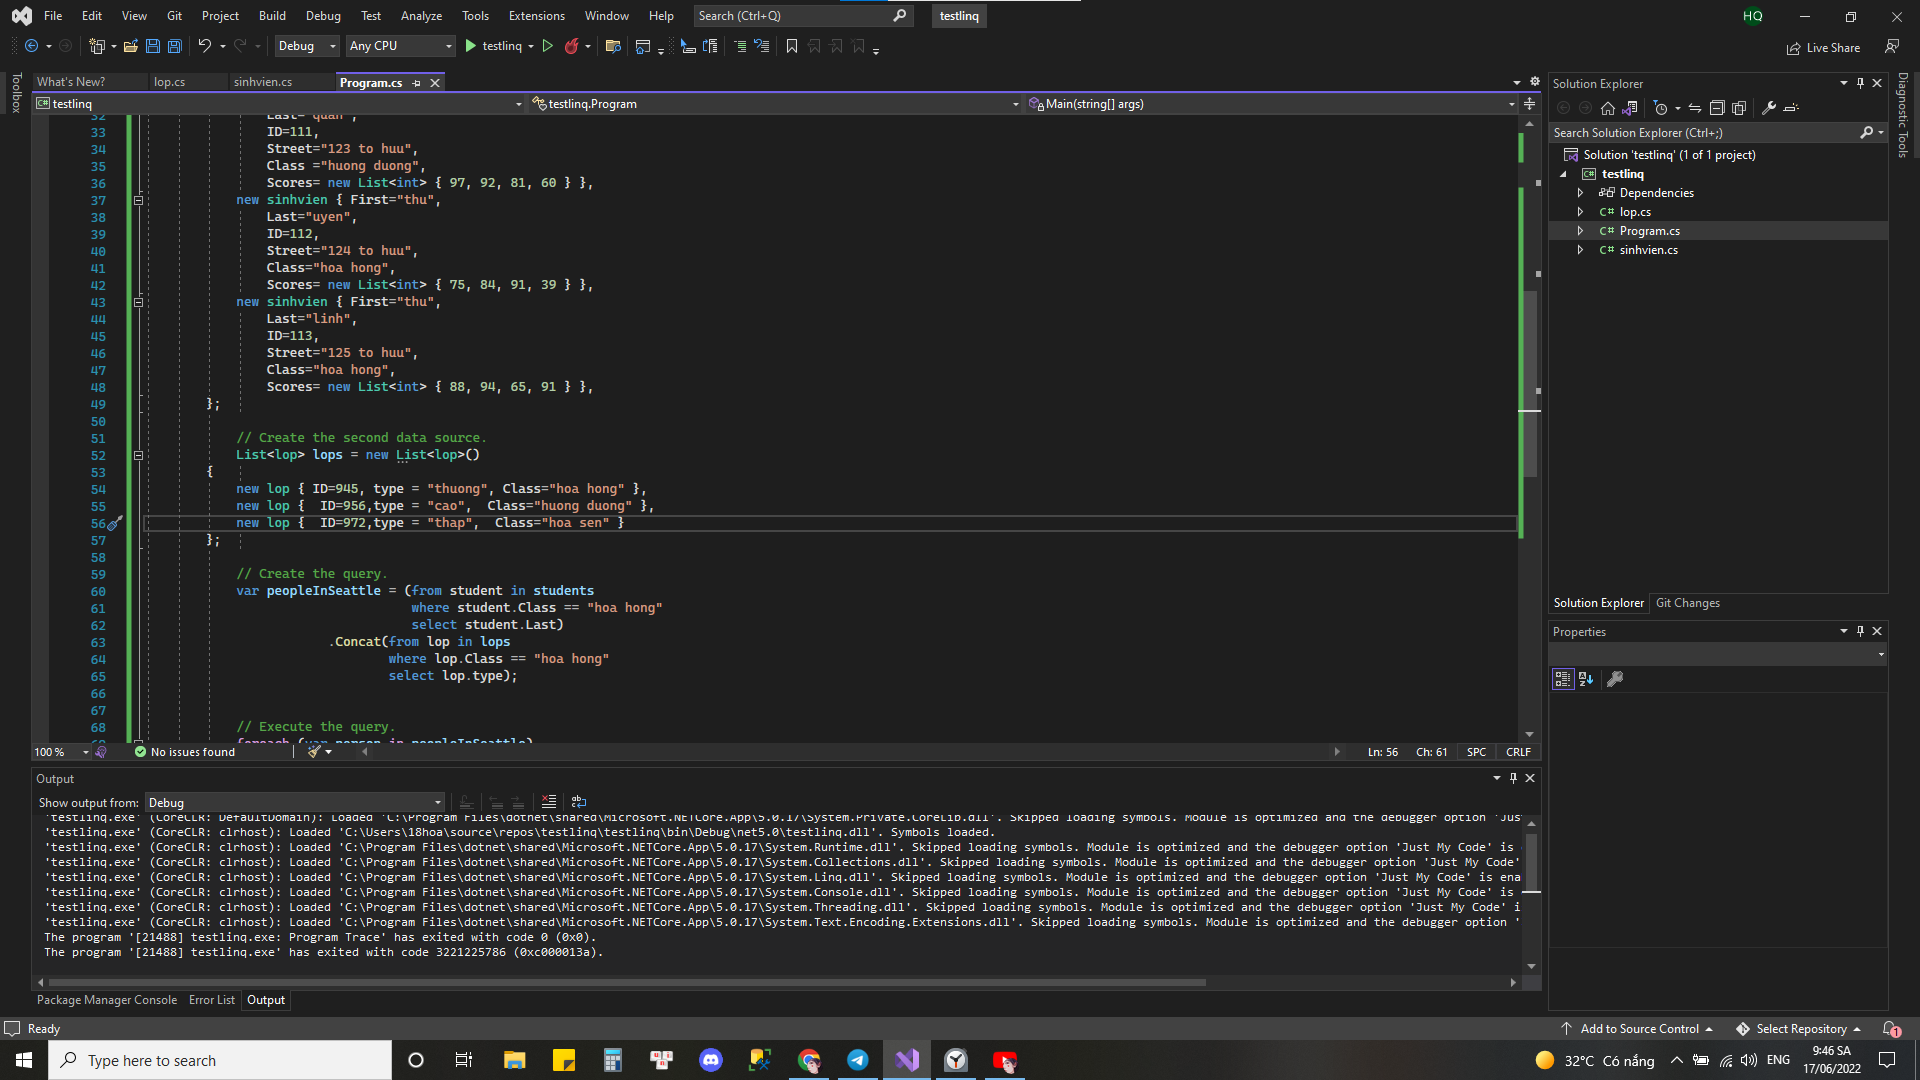 File Edit View Git Project Build Debug Test Analyze Tools Extensions Window Help Search (Ctrl+Q) testlinq HQ
Debug Any CPU testlinq Live Share
Toolbox
What's New? lop.cs sinhvien.cs Program.cs
testlinq testlinq.Program Main(string[] args)
32 Last="quan",
33 ID=111,
34 Street="123 to huu",
35 Class ="huong duong",
36 Scores= new List<int> { 97, 92, 81, 60 } },
37 new sinhvien { First="thu",
38 Last="uyen",
39 ID=112,
40 Street="124 to huu",
41 Class="hoa hong",
42 Scores= new List<int> { 75, 84, 91, 39 } },
43 new sinhvien { First="thu",
44 Last="linh",
45 ID=113,
46 Street="125 to huu",
47 Class="hoa hong",
48 Scores= new List<int> { 88, 94, 65, 91 } },
49 };
50
51 // Create the second data source.
52 List<lop> lops = new List<lop>()
53 {
54 new lop { ID=945, type = "thuong", Class="hoa hong" },
55 new lop {  ID=956,type = "cao",  Class="huong duong" },
56 new lop {  ID=972,type = "thap",  Class="hoa sen" }
57 };
58
59 // Create the query.
60 var peopleInSeattle = (from student in students
61 where student.Class == "hoa hong"
62 select student.Last)
63 .Concat(from lop in lops
64 where lop.Class == "hoa hong"
65 select lop.type);
66
67
68 // Execute the query.
69 foreach (var person in peopleInSeattle)
100 % No issues found Ln: 56 Ch: 61 SPC CRLF
Output
Show output from: Debug
'testlinq.exe' (CoreCLR: DefaultDomain): Loaded 'C:\Program Files\dotnet\shared\Microsoft.NETCore.App\5.0.17\System.Private.CoreLib.dll'. Skipped loading symbols. Module is optimized and the debugger option 'Jus
'testlinq.exe' (CoreCLR: clrhost): Loaded 'C:\Users\18hoa\source\repos\testlinq\testlinq\bin\Debug\net5.0\testlinq.dll'. Symbols loaded.
'testlinq.exe' (CoreCLR: clrhost): Loaded 'C:\Program Files\dotnet\shared\Microsoft.NETCore.App\5.0.17\System.Runtime.dll'. Skipped loading symbols. Module is optimized and the debugger option 'Just My Code' is
'testlinq.exe' (CoreCLR: clrhost): Loaded 'C:\Program Files\dotnet\shared\Microsoft.NETCore.App\5.0.17\System.Collections.dll'. Skipped loading symbols. Module is optimized and the debugger option 'Just My Code'
'testlinq.exe' (CoreCLR: clrhost): Loaded 'C:\Program Files\dotnet\shared\Microsoft.NETCore.App\5.0.17\System.Linq.dll'. Skipped loading symbols. Module is optimized and the debugger option 'Just My Code' is ena
'testlinq.exe' (CoreCLR: clrhost): Loaded 'C:\Program Files\dotnet\shared\Microsoft.NETCore.App\5.0.17\System.Console.dll'. Skipped loading symbols. Module is optimized and the debugger option 'Just My Code' is
'testlinq.exe' (CoreCLR: clrhost): Loaded 'C:\Program Files\dotnet\shared\Microsoft.NETCore.App\5.0.17\System.Threading.dll'. Skipped loading symbols. Module is optimized and the debugger option 'Just My Code' i
'testlinq.exe' (CoreCLR: clrhost): Loaded 'C:\Program Files\dotnet\shared\Microsoft.NETCore.App\5.0.17\System.Text.Encoding.Extensions.dll'. Skipped loading symbols. Module is optimized and the debugger option '
The program '[21488] testlinq.exe: Program Trace' has exited with code 0 (0x0).
The program '[21488] testlinq.exe' has exited with code 3221225786 (0xc000013a).
Package Manager Console Error List Output
Solution Explorer
Search Solution Explorer (Ctrl+;)
Solution 'testlinq' (1 of 1 project)
testlinq
Dependencies
C# lop.cs
C# Program.cs
C# sinhvien.cs
Solution Explorer Git Changes
Properties
Diagnostic Tools
Ready Add to Source Control Select Repository 1
Type here to search 32°C Có nắng ENG 9:46 SA
17/06/2022